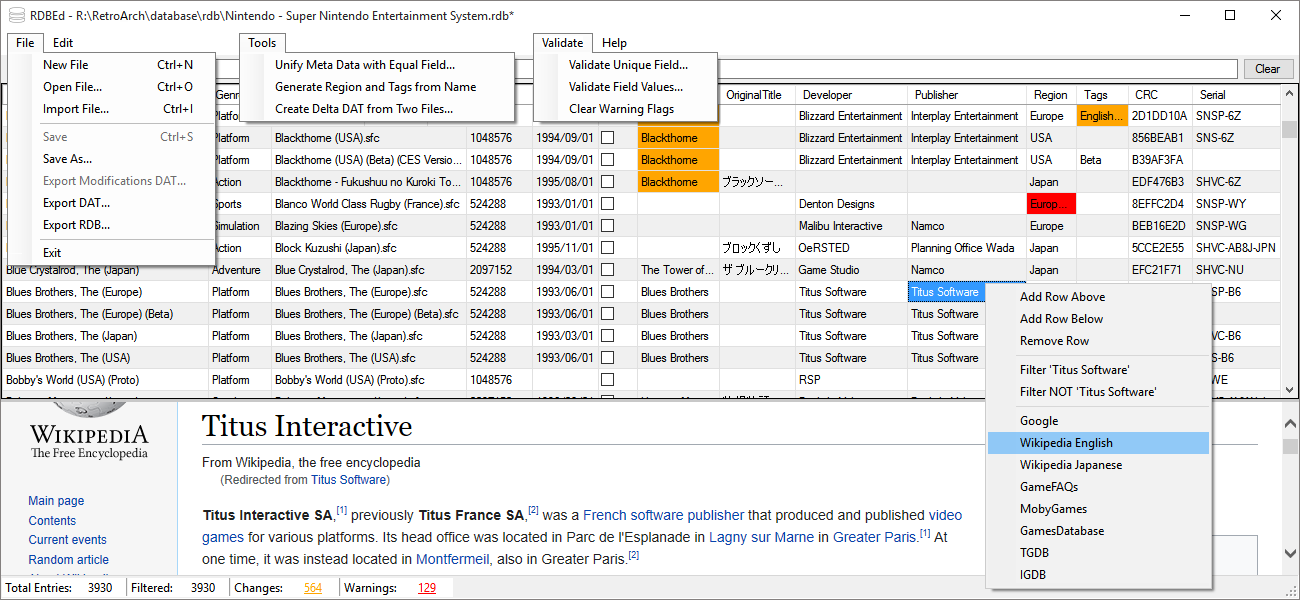 RDBEd - R:\RetroArch\database\rdb\Nintendo - Super Nintendo Entertainment System.rdb*
File Edit Tools Validate Help
New File Ctrl+N
Open File... Ctrl+O
Import File... Ctrl+I
Save Ctrl+S
Save As...
Export Modifications DAT...
Export DAT...
Export RDB...
Exit
Unify Meta Data with Equal Field...
Generate Region and Tags from Name
Create Delta DAT from Two Files...
Validate Unique Field...
Validate Field Values...
Clear Warning Flags
Clear
OriginalTitle Developer Publisher Region Tags CRC Serial
Blizzard Entertainment Interplay Entertainment Europe English... 2D1DD10A SNSP-6Z
Platform Blackthorne (USA).sfc 1048576 1994/09/01 Blackthorne Blizzard Entertainment Interplay Entertainment USA 856BEAB1 SNS-6Z
Platform Blackthorne (USA) (Beta) (CES Versio... 1048576 1994/09/01 Blackthorne Blizzard Entertainment Interplay Entertainment USA Beta B39AF3FA
Action Blackthorne - Fukushuu no Kuroki To... 1048576 1995/08/01 Blackthorne ブラックソー... Japan EDF476B3 SHVC-6Z
Sports Blanco World Class Rugby (France).sfc 524288 1993/01/01 Denton Designs Europ... 8EFFC2D4 SNSP-WY
Simulation Blazing Skies (Europe).sfc 524288 1993/01/01 Malibu Interactive Namco Europe BEB16E2D SNSP-WG
Action Block Kuzushi (Japan).sfc 524288 1995/11/01 ブロックくずし OeRSTED Planning Office Wada Japan 5CCE2E55 SHVC-AB8J-JPN
Blue Crystalrod, The (Japan) Adventure Blue Crystalrod, The (Japan).sfc 2097152 1994/03/01 The Tower of... ザ ブルークリ... Game Studio Namco Japan EFC21F71 SHVC-NU
Blues Brothers, The (Europe) Platform Blues Brothers, The (Europe).sfc 524288 1993/06/01 Blues Brothers Titus Software Titus Software SP-B6
Blues Brothers, The (Europe) (Beta) Platform Blues Brothers, The (Europe) (Beta).sfc 524288 1993/06/01 Blues Brothers Titus Software Titus Software
Blues Brothers, The (Japan) Platform Blues Brothers, The (Japan).sfc 524288 1993/06/01 Blues Brothers Titus Software Titus Software VC-B6
Blues Brothers, The (USA) Platform Blues Brothers, The (USA).sfc 524288 1993/06/01 Blues Brothers Titus Software Titus Software S-B6
Bobby's World (USA) (Proto) Platform Bobby's World (USA) (Proto).sfc 1048576 RSP WE
Add Row Above
Add Row Below
Remove Row
Filter 'Titus Software'
Filter NOT 'Titus Software'
Google
Wikipedia English
Wikipedia Japanese
GameFAQs
MobyGames
GamesDatabase
TGDB
IGDB
WIKIPEDIA
The Free Encyclopedia
Main page
Contents
Current events
Random article
Titus Interactive
From Wikipedia, the free encyclopedia
(Redirected from Titus Software)
Titus Interactive SA,[1] previously Titus France SA,[2] was a French software publisher that produced and published video
games for various platforms. Its head office was located in Parc de l'Esplanade in Lagny sur Marne in Greater Paris.[1] At
one time, it was instead located in Montfermeil, also in Greater Paris.[2]
Total Entries: 3930 Filtered: 3930 Changes: 564 Warnings: 129